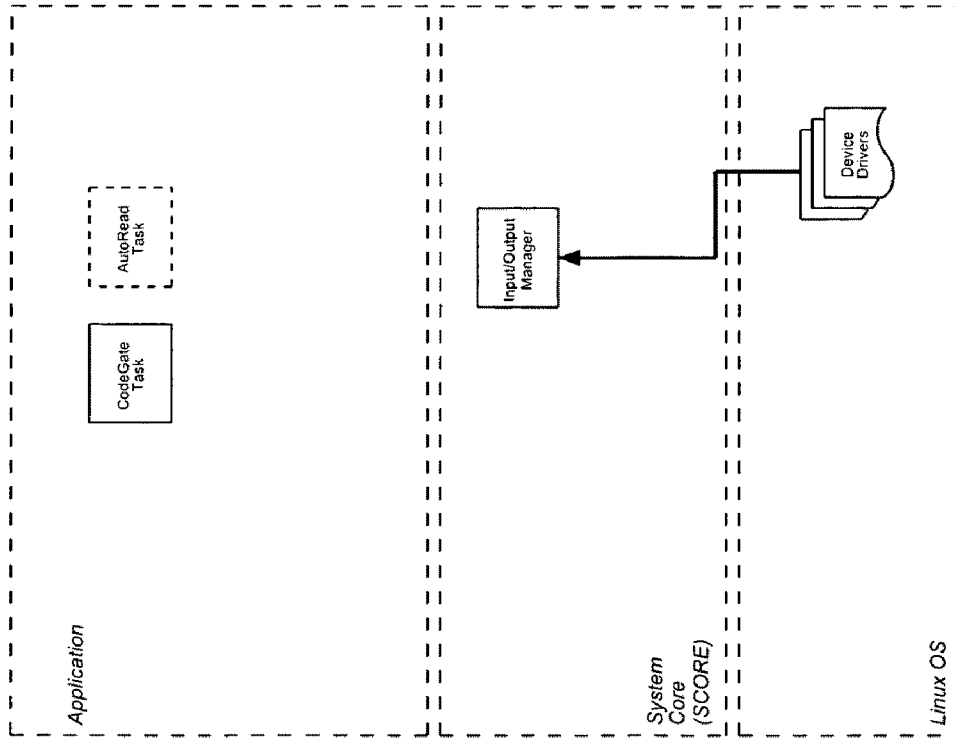 Application
CodeGate
Task
AutoRead
Task
System
Core
(SCORE)
Input/Output
Manager
Linux OS
Device
Drivers